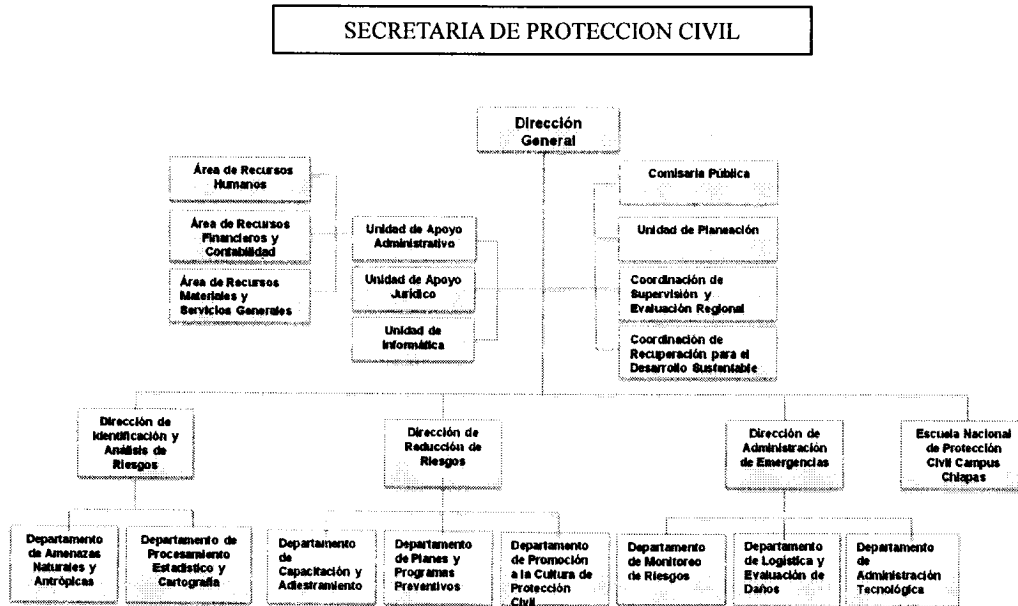 SECRETARIA DE PROTECCION CIVIL
Dirección
General
Área de Recursos
Humanos
Área de Recursos
Financieros y
Contabilidad
Área de Recursos
Materiales y
Servicios Generales
Unidad de Apoyo
Administrativo
Unidad de Apoyo
Jurídico
Unidad de
Informática
Comisaria Pública
Unidad de Planeación
Coordinación de
Supervisión y
Evaluación Regional
Coordinación de
Recuperación para el
Desarrollo Sustentable
Dirección de
Identificación y
Análisis de
Riesgos
Dirección de
Reducción de
Riesgos
Dirección de
Administración
de Emergencias
Escuela Nacional
de Protección
Civil Campus
Chiapas
Departamento
de Amenazas
Naturales y
Antrópicas
Departamento de
Procesamiento
Estadístico y
Cartografía
Departamento
de
Capacitación y
Adiestramiento
Departamento
de Planes y
Programas
Preventivos
Departamento
de Promoción
a la Cultura de
Protección
Civil
Departamento
de Monitoreo
de Riesgos
Departamento
de Logística y
Evaluación de
Daños
Departamento
de
Administración
Tecnológica